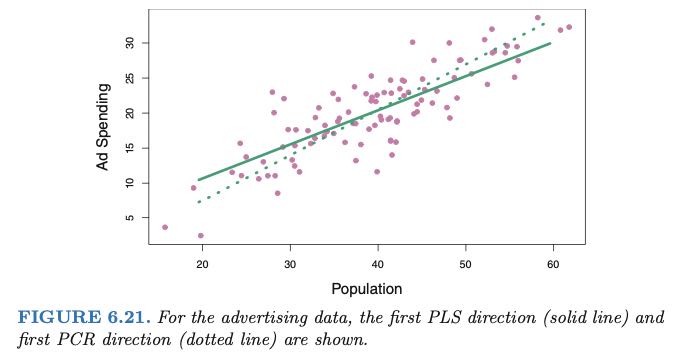 30
25
20
15
10
5
Ad Spending
20 30 40 50 60
Population
FIGURE 6.21. For the advertising data, the first PLS direction (solid line) and
first PCR direction (dotted line) are shown.